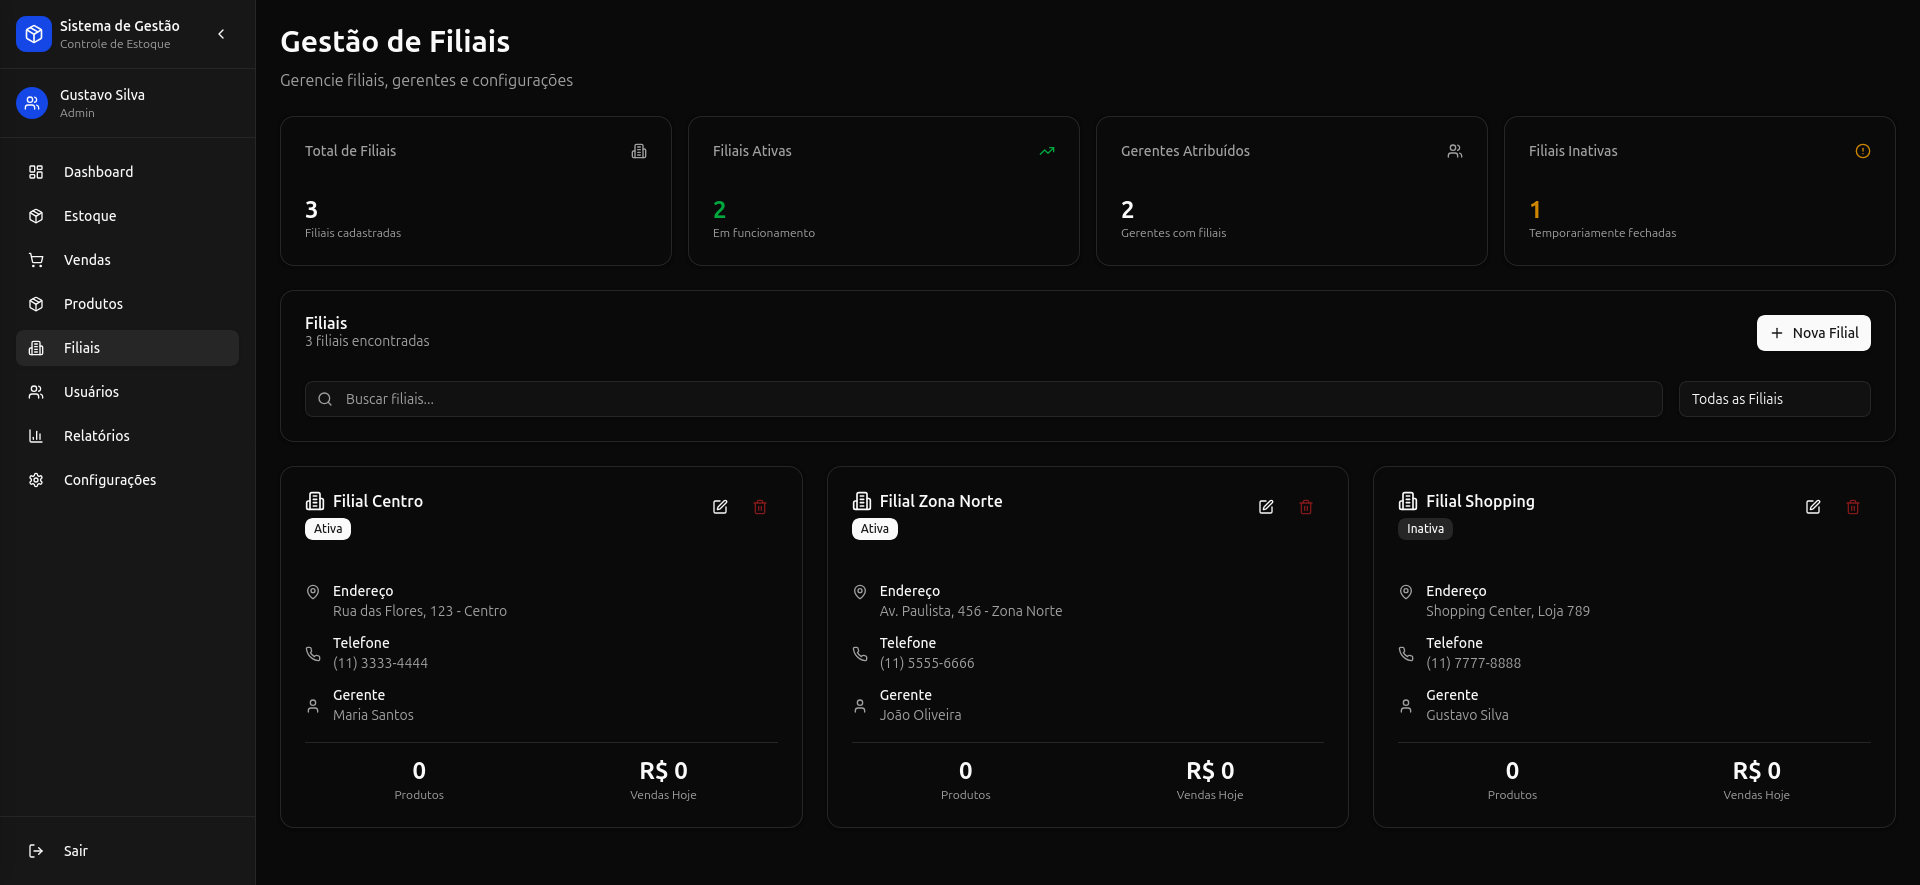 Sistema de Gestão
Controle de Estoque
Gustavo Silva
Admin
Dashboard
Estoque
Vendas
Produtos
Filiais
Usuários
Relatórios
Configurações
Sair
Gestão de Filiais
Gerencie filiais, gerentes e configurações
Total de Filiais
3
Filiais cadastradas
Filiais Ativas
2
Em funcionamento
Gerentes Atribuídos
2
Gerentes com filiais
Filiais Inativas
1
Temporariamente fechadas
Filiais
3 filiais encontradas
Nova Filial
Buscar filiais...
Todas as Filiais
Filial Centro
Ativa
Endereço
Rua das Flores, 123 - Centro
Telefone
(11) 3333-4444
Gerente
Maria Santos
0
Produtos
R$ 0
Vendas Hoje
Filial Zona Norte
Ativa
Endereço
Av. Paulista, 456 - Zona Norte
Telefone
(11) 5555-6666
Gerente
João Oliveira
0
Produtos
R$ 0
Vendas Hoje
Filial Shopping
Inativa
Endereço
Shopping Center, Loja 789
Telefone
(11) 7777-8888
Gerente
Gustavo Silva
0
Produtos
R$ 0
Vendas Hoje